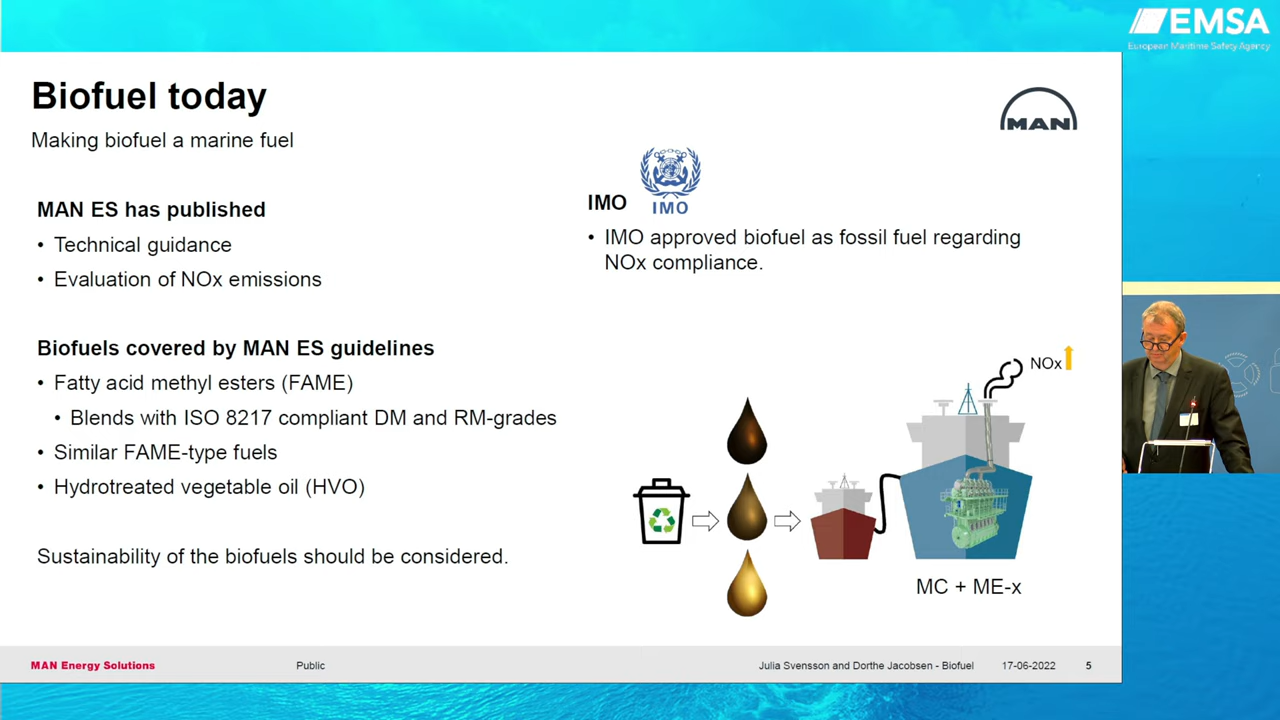 EMSA
European Maritime Safety Agency
Biofuel today
Making biofuel a marine fuel
MAN
MAN ES has published
• Technical guidance
• Evaluation of NOx emissions
Biofuels covered by MAN ES guidelines
• Fatty acid methyl esters (FAME)
• Blends with ISO 8217 compliant DM and RM-grades
• Similar FAME-type fuels
• Hydrotreated vegetable oil (HVO)
Sustainability of the biofuels should be considered.
IMO
IMO
• IMO approved biofuel as fossil fuel regarding
NOx compliance.
NOx
MC + ME-x
MAN Energy Solutions
Public
Julia Svensson and Dorthe Jacobsen - Biofuel
17-06-2022
5